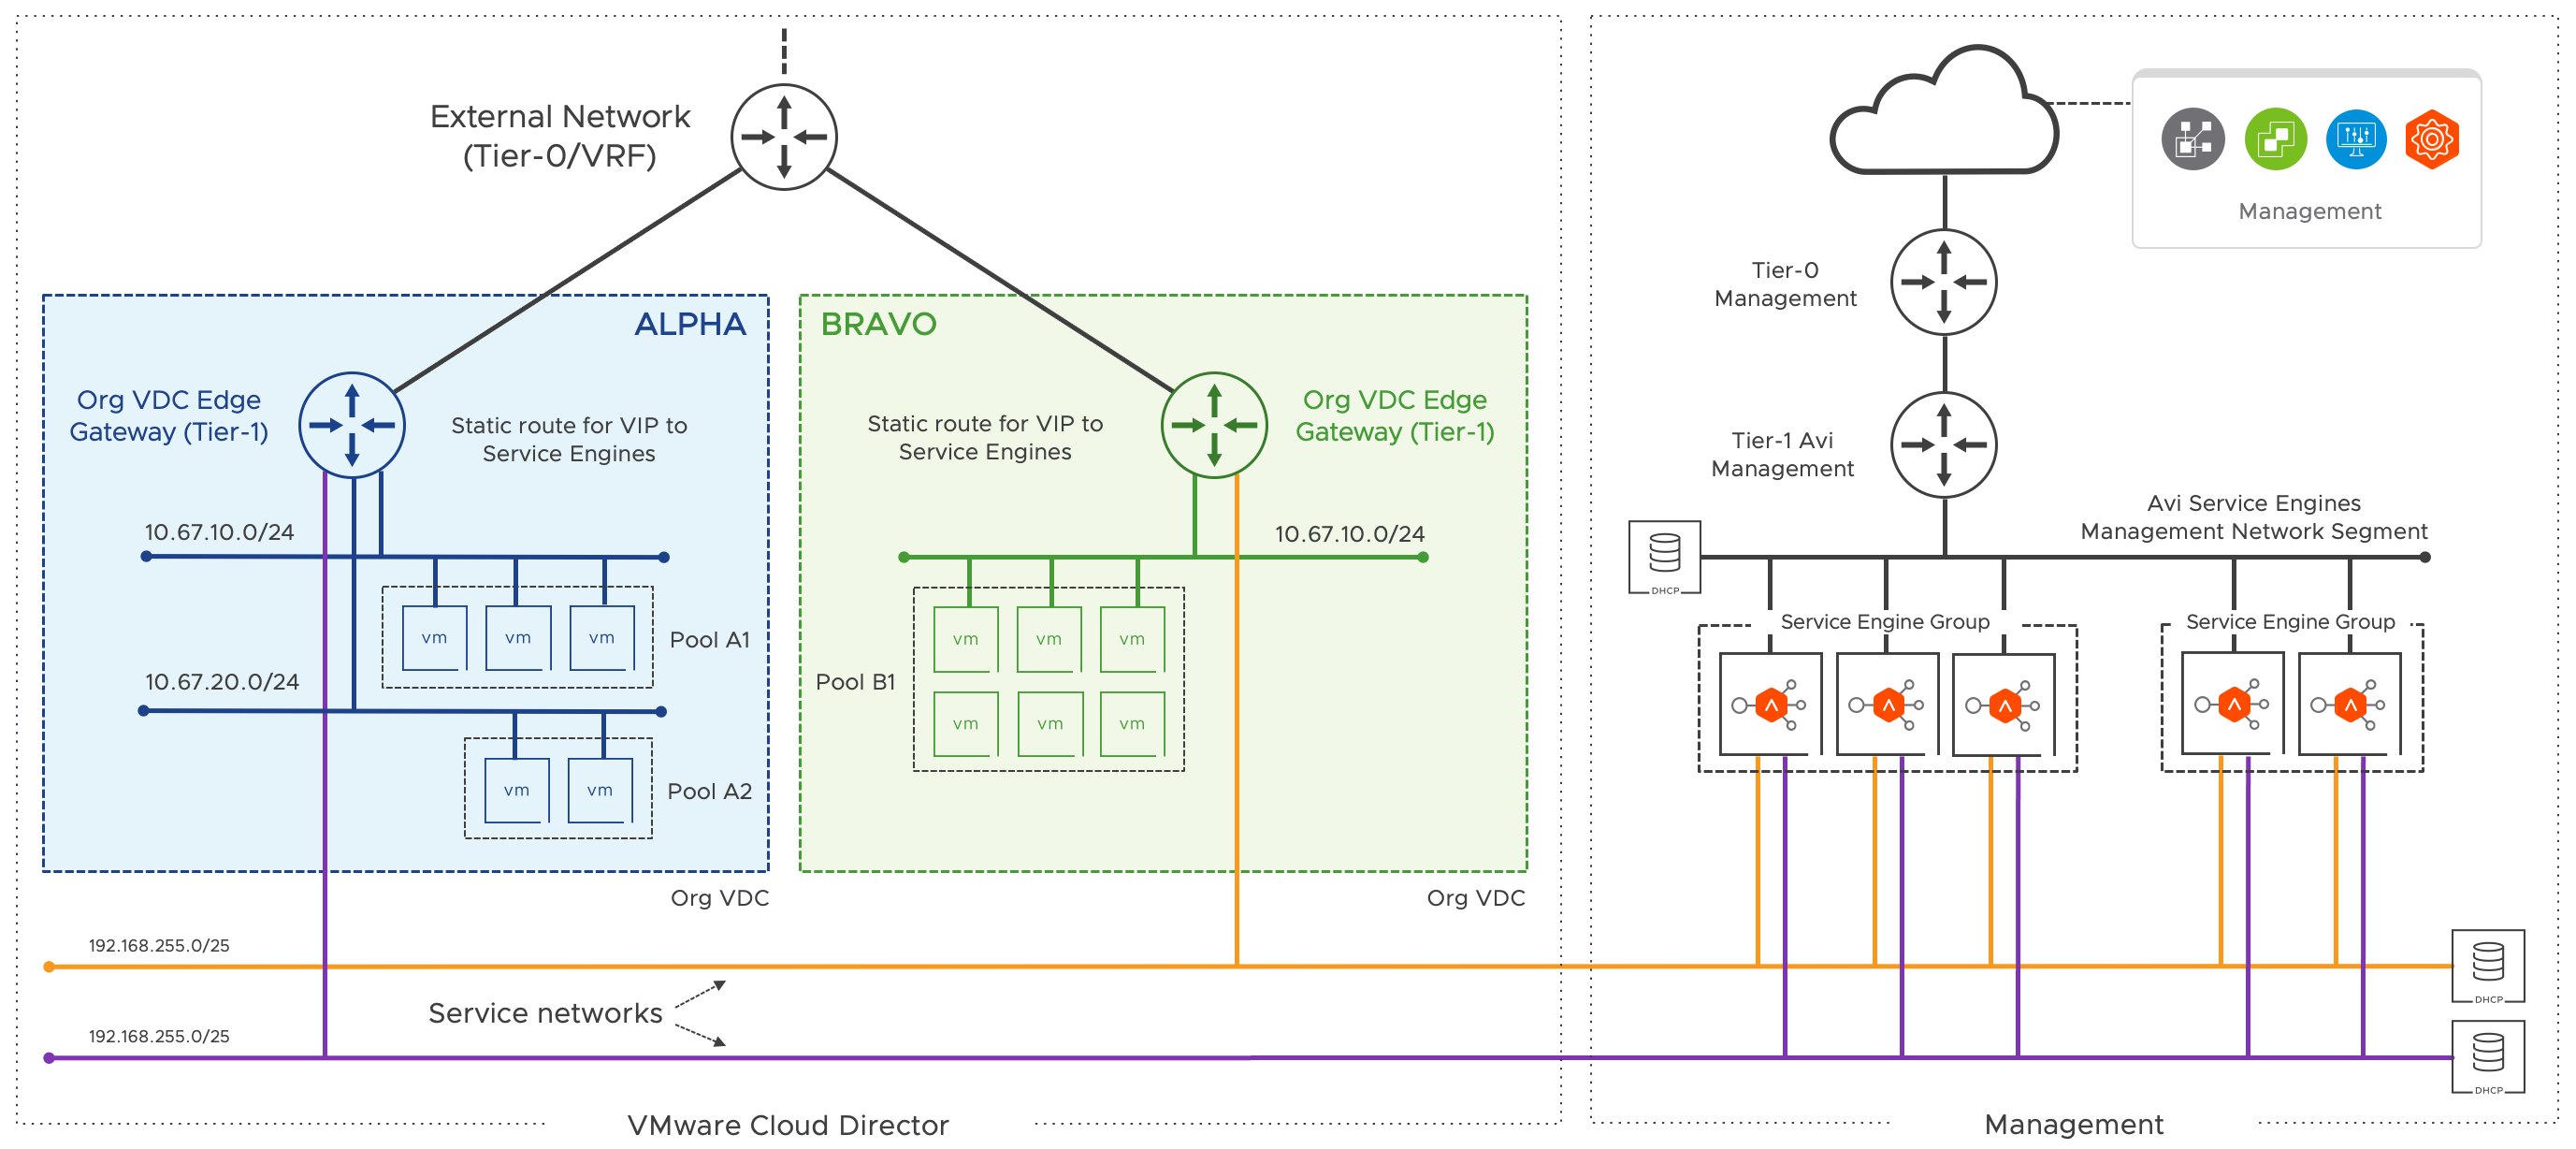 External Network
(Tier-0/VRF)
ALPHA
Org VDC Edge
Gateway (Tier-1)
Static route for VIP to
Service Engines
10.67.10.0/24
vm
vm
vm
Pool A1
10.67.20.0/24
vm
vm
Pool A2
Org VDC
BRAVO
Static route for VIP to
Service Engines
Org VDC Edge
Gateway (Tier-1)
10.67.10.0/24
vm
vm
vm
Pool B1
vm
vm
vm
Org VDC
192.168.255.0/25
Service networks
192.168.255.0/25
VMware Cloud Director
Management
Tier-0
Management
Tier-1 Avi
Management
Avi Service Engines
Management Network Segment
DHCP
Service Engine Group
Service Engine Group
DHCP
DHCP
Management